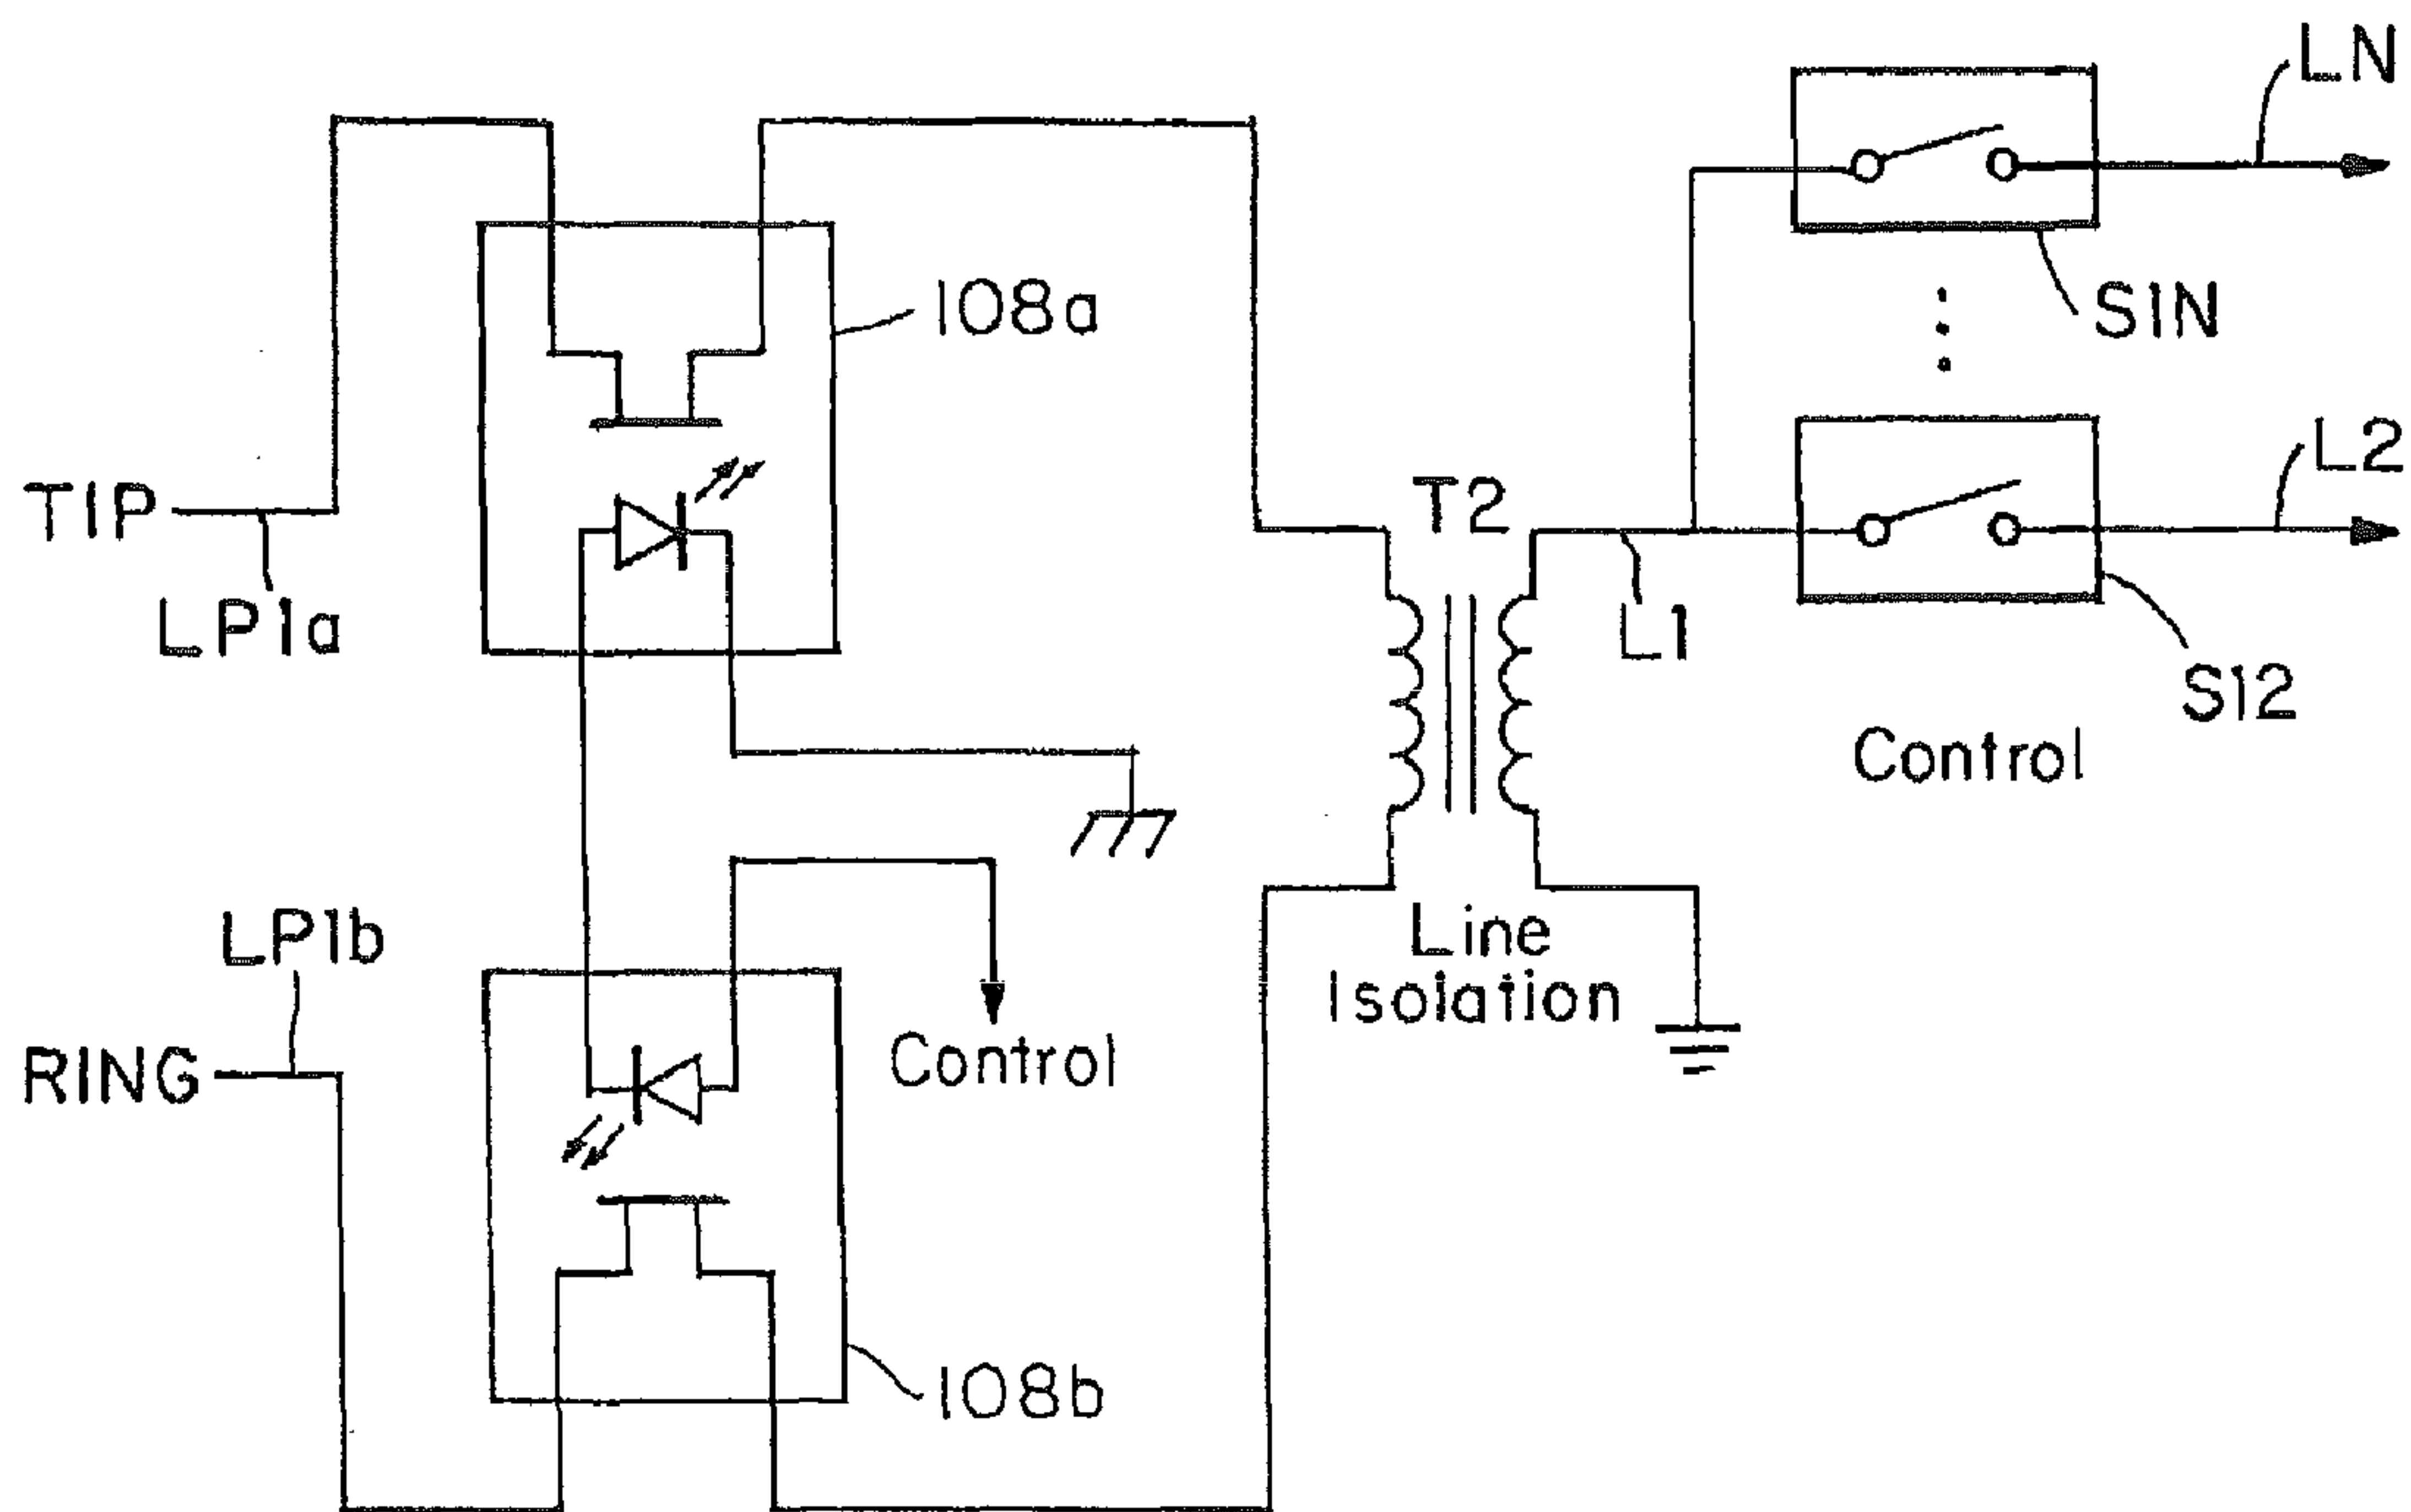 LN
108a
S1N
L2
TIP
T2
LP1a
L1
S12
Control
LP1b
Line
Isolation
Control
RING
108b